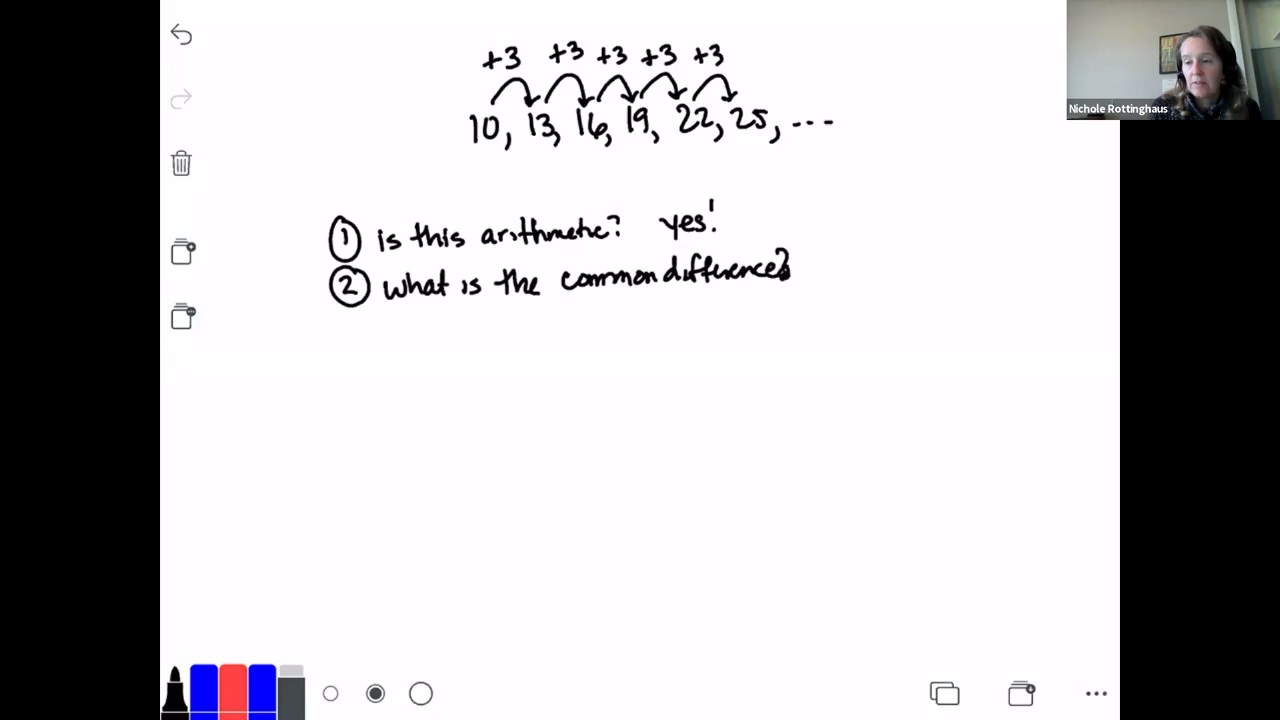 +3 +3 +3 +3 +3
10, 13, 16, 19, 22, 25, ...
Nichole Rottinghaus
① is this arithmetic? yes!
② what is the common difference?